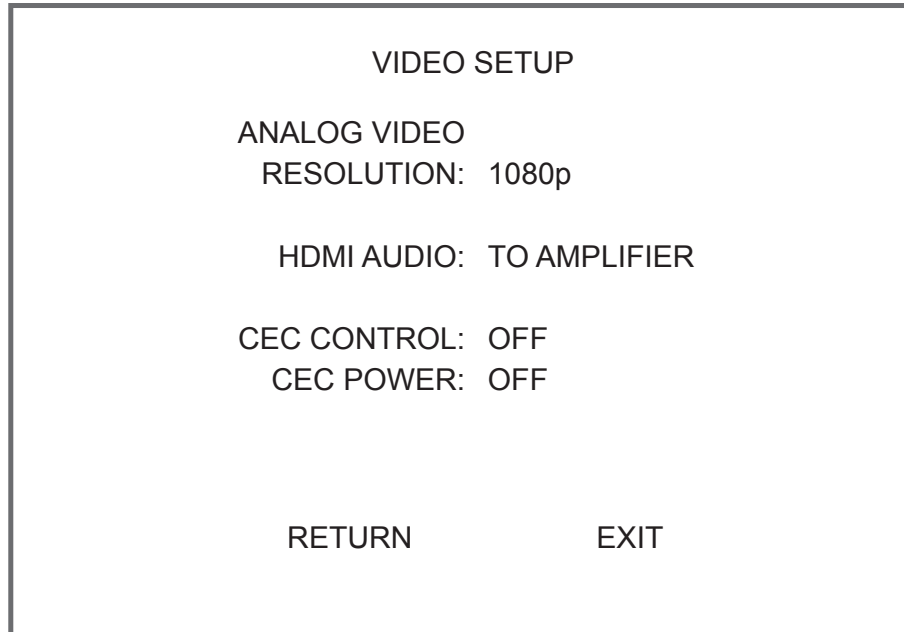 VIDEO SETUP
ANALOG VIDEO
RESOLUTION: 1080p
HDMI AUDIO: TO AMPLIFIER
CEC CONTROL: OFF
CEC POWER: OFF
RETURN EXIT